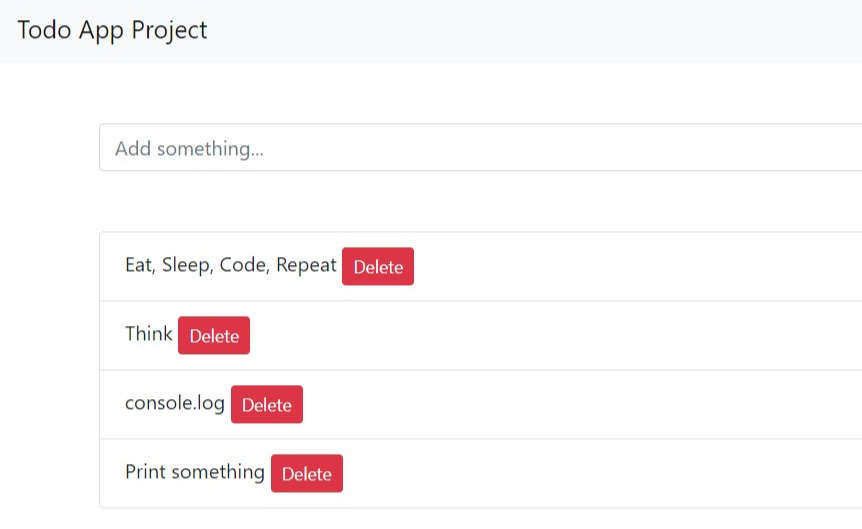 Todo App Project
Add something...
Eat, Sleep, Code, Repeat Delete
Think Delete
console.log Delete
Print something Delete